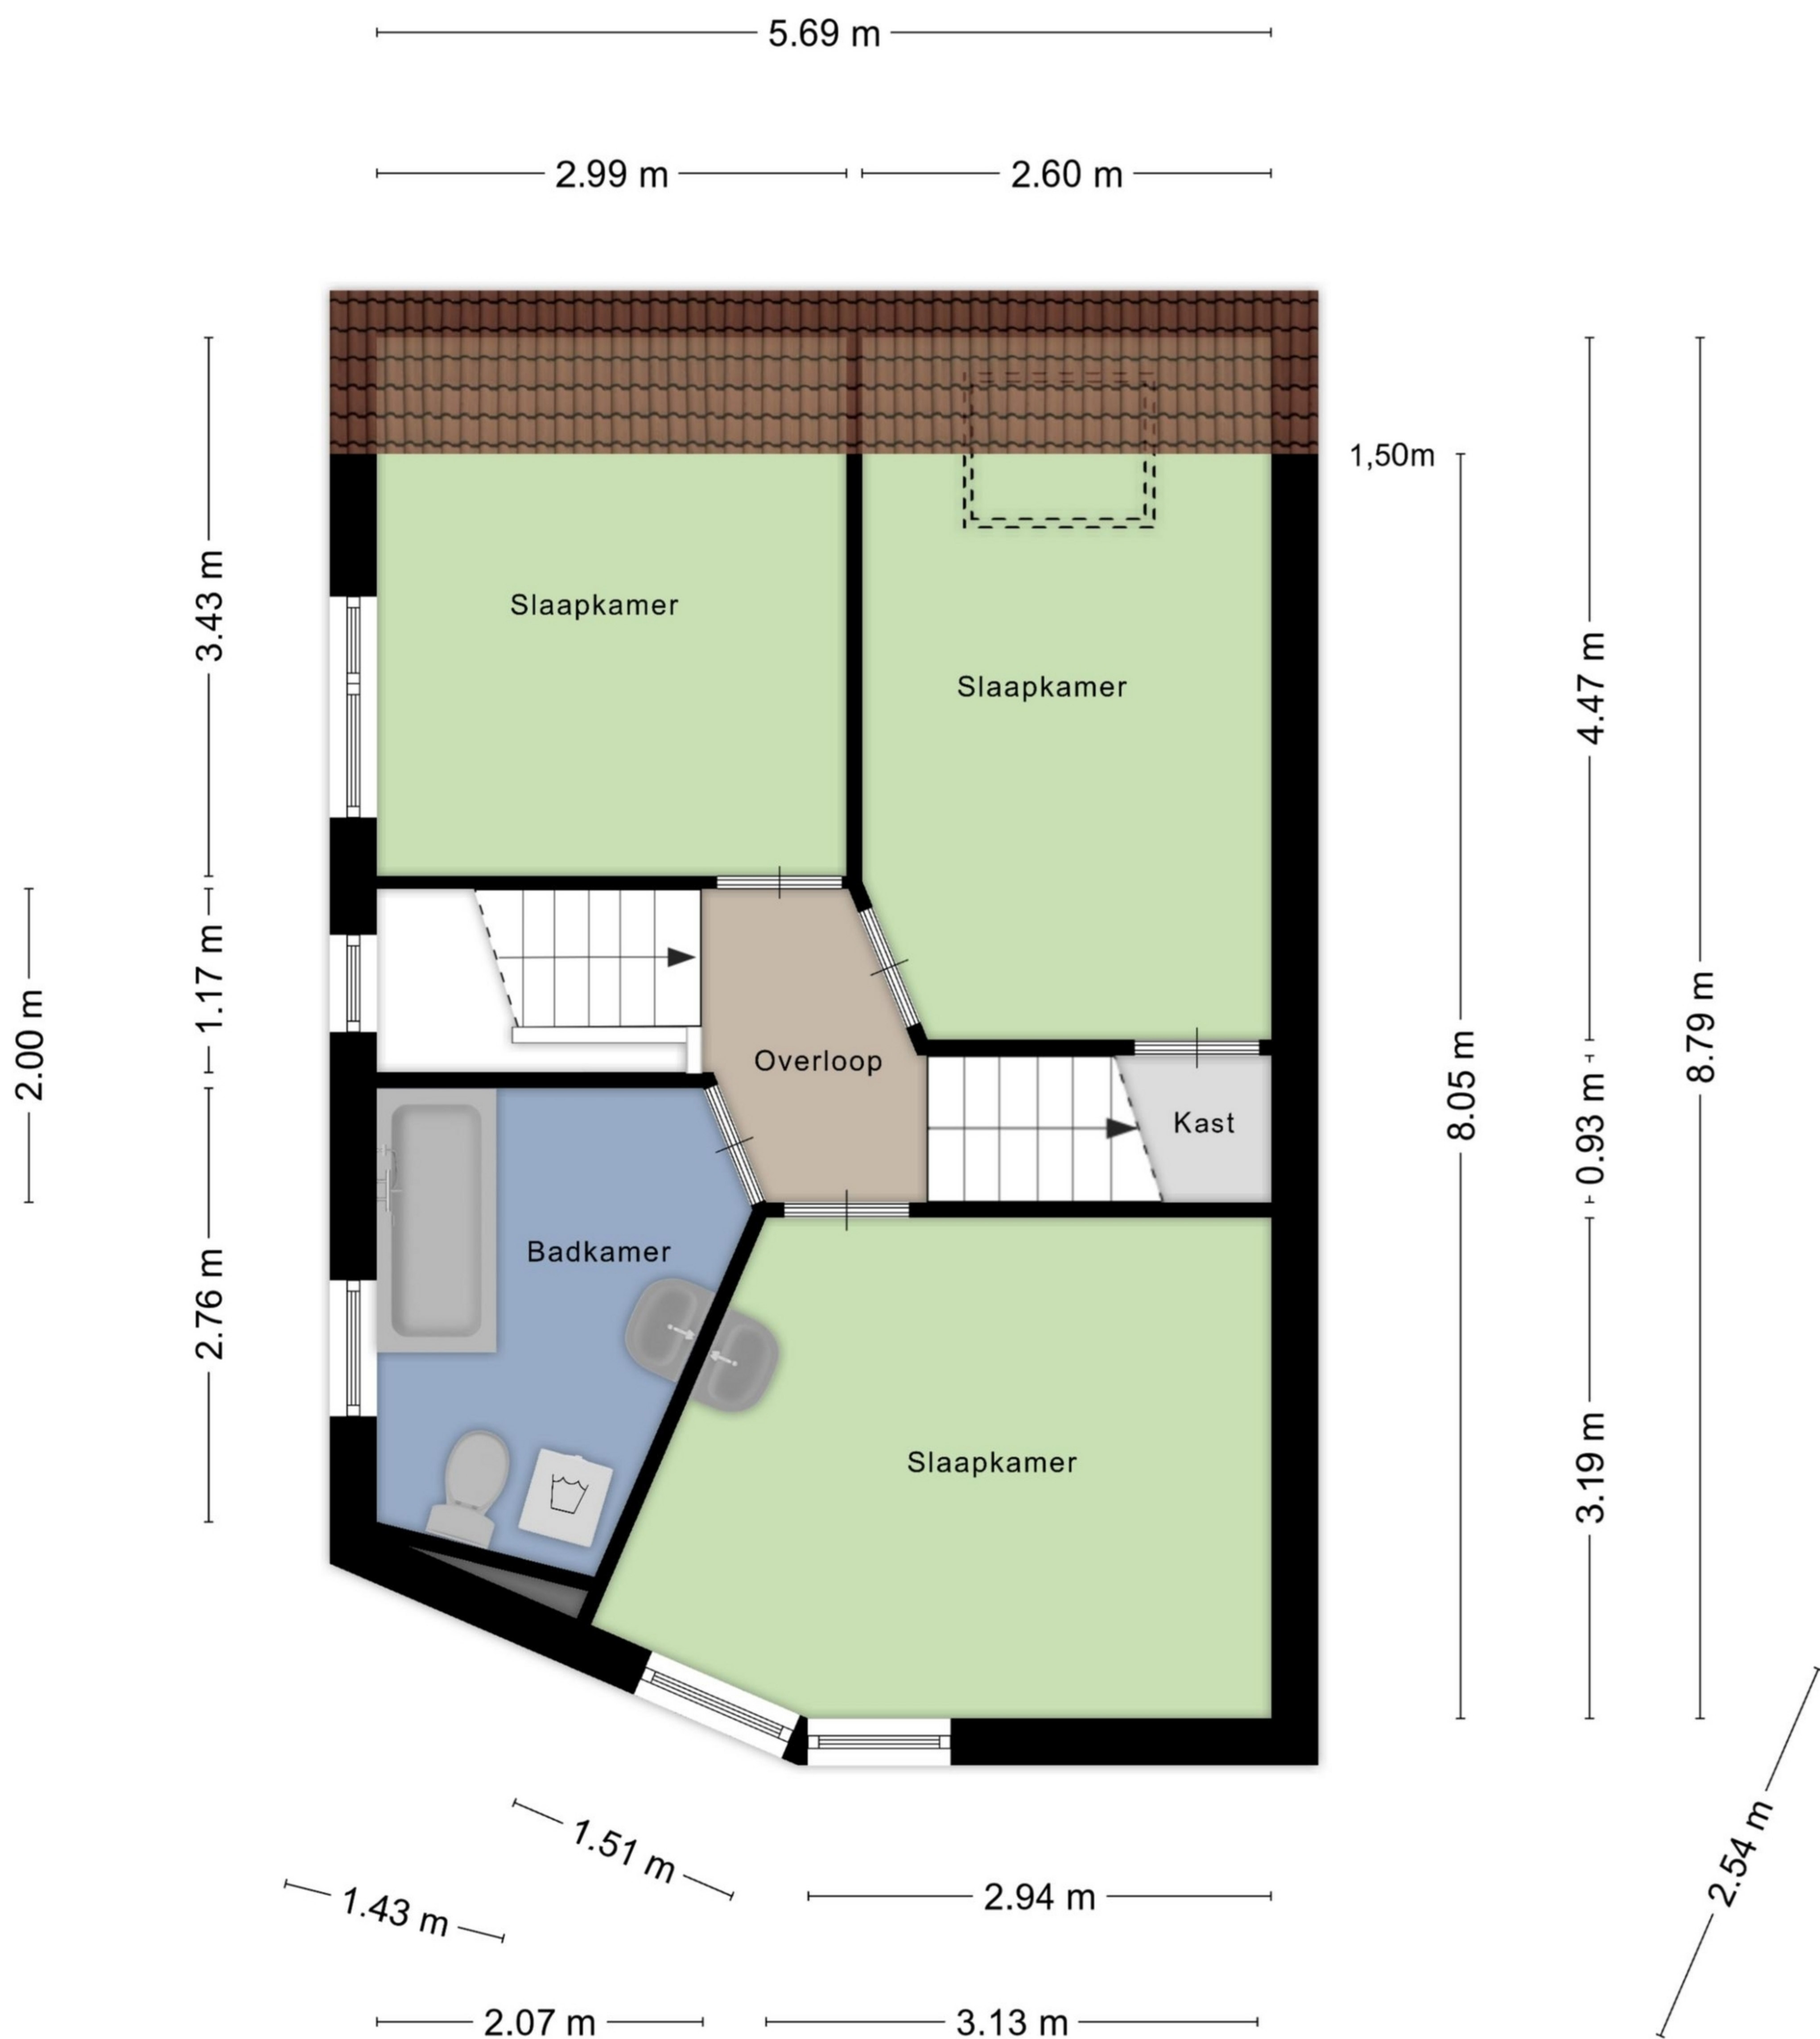 5.69 m
2.99 m
2.60 m
1,50m
3.43 m
Slaapkamer
Slaapkamer
4.47 m
1.17 m
2.00 m
8.79 m
8.05 m
Overloop
Kast
0.93 m
Badkamer
2.76 m
Slaapkamer
3.19 m
1.51 m
1.43 m
2.94 m
2.54 m
2.07 m
3.13 m